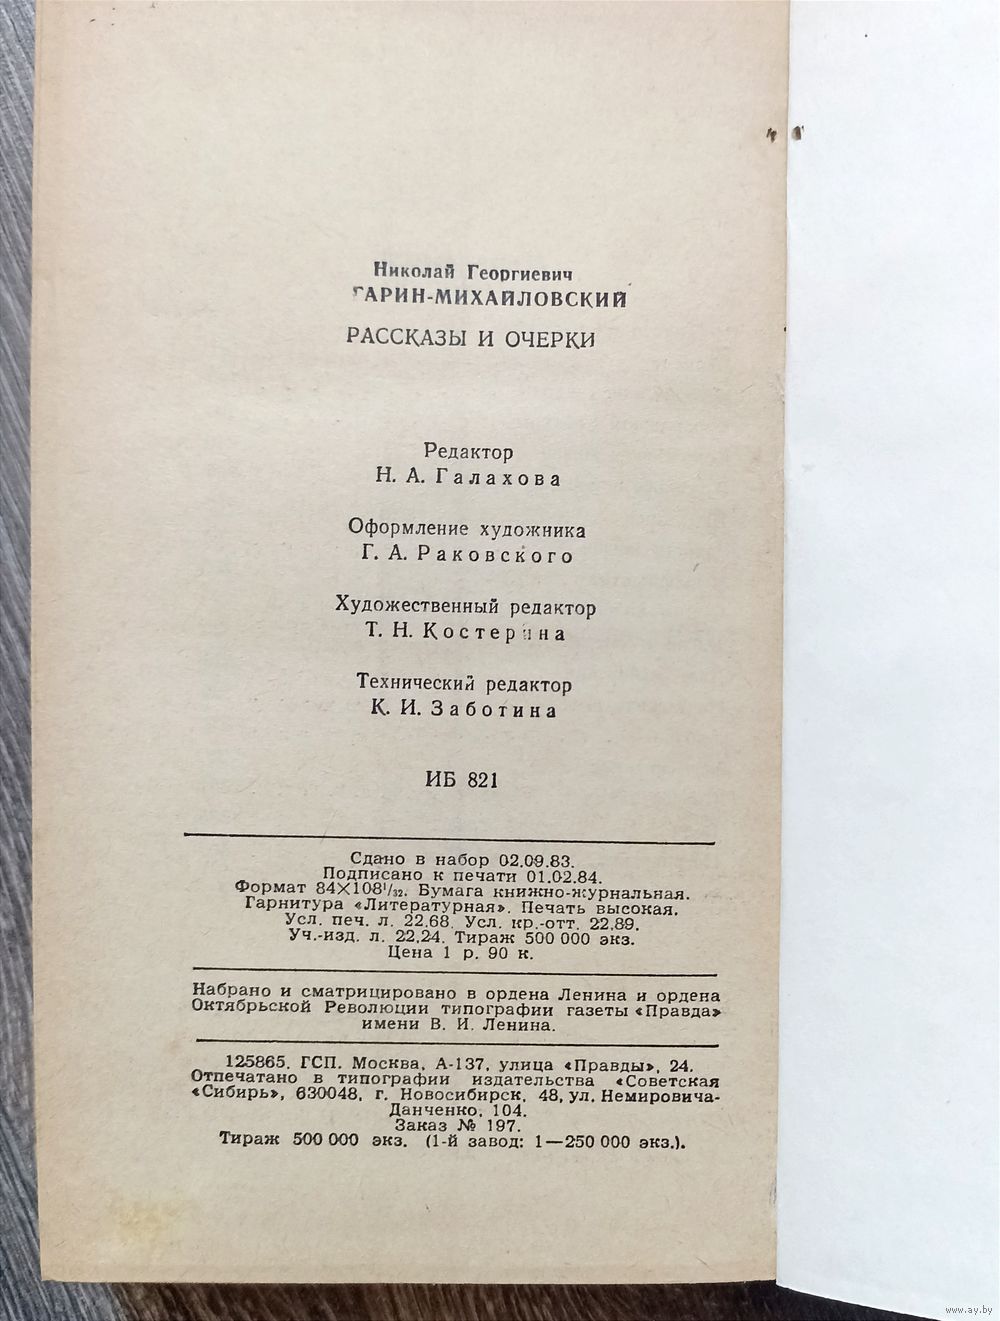 Николай Георгиевич
ГАРИН-МИХАЙЛОВСКИЙ
РАССКАЗЫ И ОЧЕРКИ
Редактор
Н. А. Галахова
Оформление художника
Г. А. Раковского
Художественный редактор
Т. Н. Костерина
Технический редактор
К. И. Заботина
ИБ 821
Сдано в набор 02.09.83.
Подписано к печати 01.02.84.
Формат 84×108¹/₃₂. Бумага книжно-журнальная.
Гарнитура «Литературная». Печать высокая.
Усл. печ. л. 22,68. Усл. кр.-отт. 22,89.
Уч.-изд. л. 22,24. Тираж 500 000 экз.
Цена 1 р. 90 к.
Набрано и сматрицировано в ордена Ленина и ордена
Октябрьской Революции типографии газеты «Правда»
имени В. И. Ленина.
125865. ГСП. Москва, А-137, улица «Правды», 24.
Отпечатано в типографии издательства «Советская
«Сибирь», 630048, г. Новосибирск, 48, ул. Немировича-
Данченко, 104.
Заказ № 197.
Тираж 500 000 экз. (1-й завод: 1—250 000 экз.).
www.ay.by